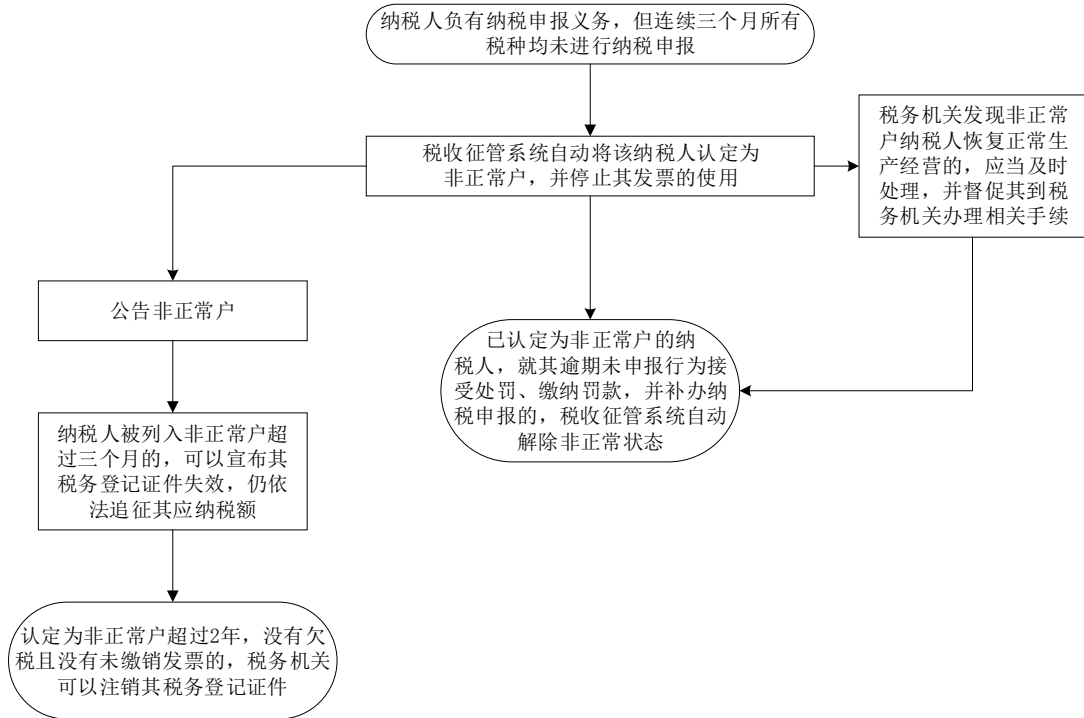 纳税人负有纳税申报义务，但连续三个月所有
税种均未进行纳税申报
税收征管系统自动将该纳税人认定为
非正常户，并停止其发票的使用
税务机关发现非正常
户纳税人恢复正常生
产经营的，应当及时
处理，并督促其到税
务机关办理相关手续
公告非正常户
已认定为非正常户的纳
税人，就其逾期未申报行为接
受处罚、缴纳罚款，并补办纳
税申报的，税收征管系统自动
解除非正常状态
纳税人被列入非正常户超
过三个月的，可以宣布其
税务登记证件失效，仍依
法追征其应纳税额
认定为非正常户超过2年，没有欠
税且没有未缴销发票的，税务机关
可以注销其税务登记证件